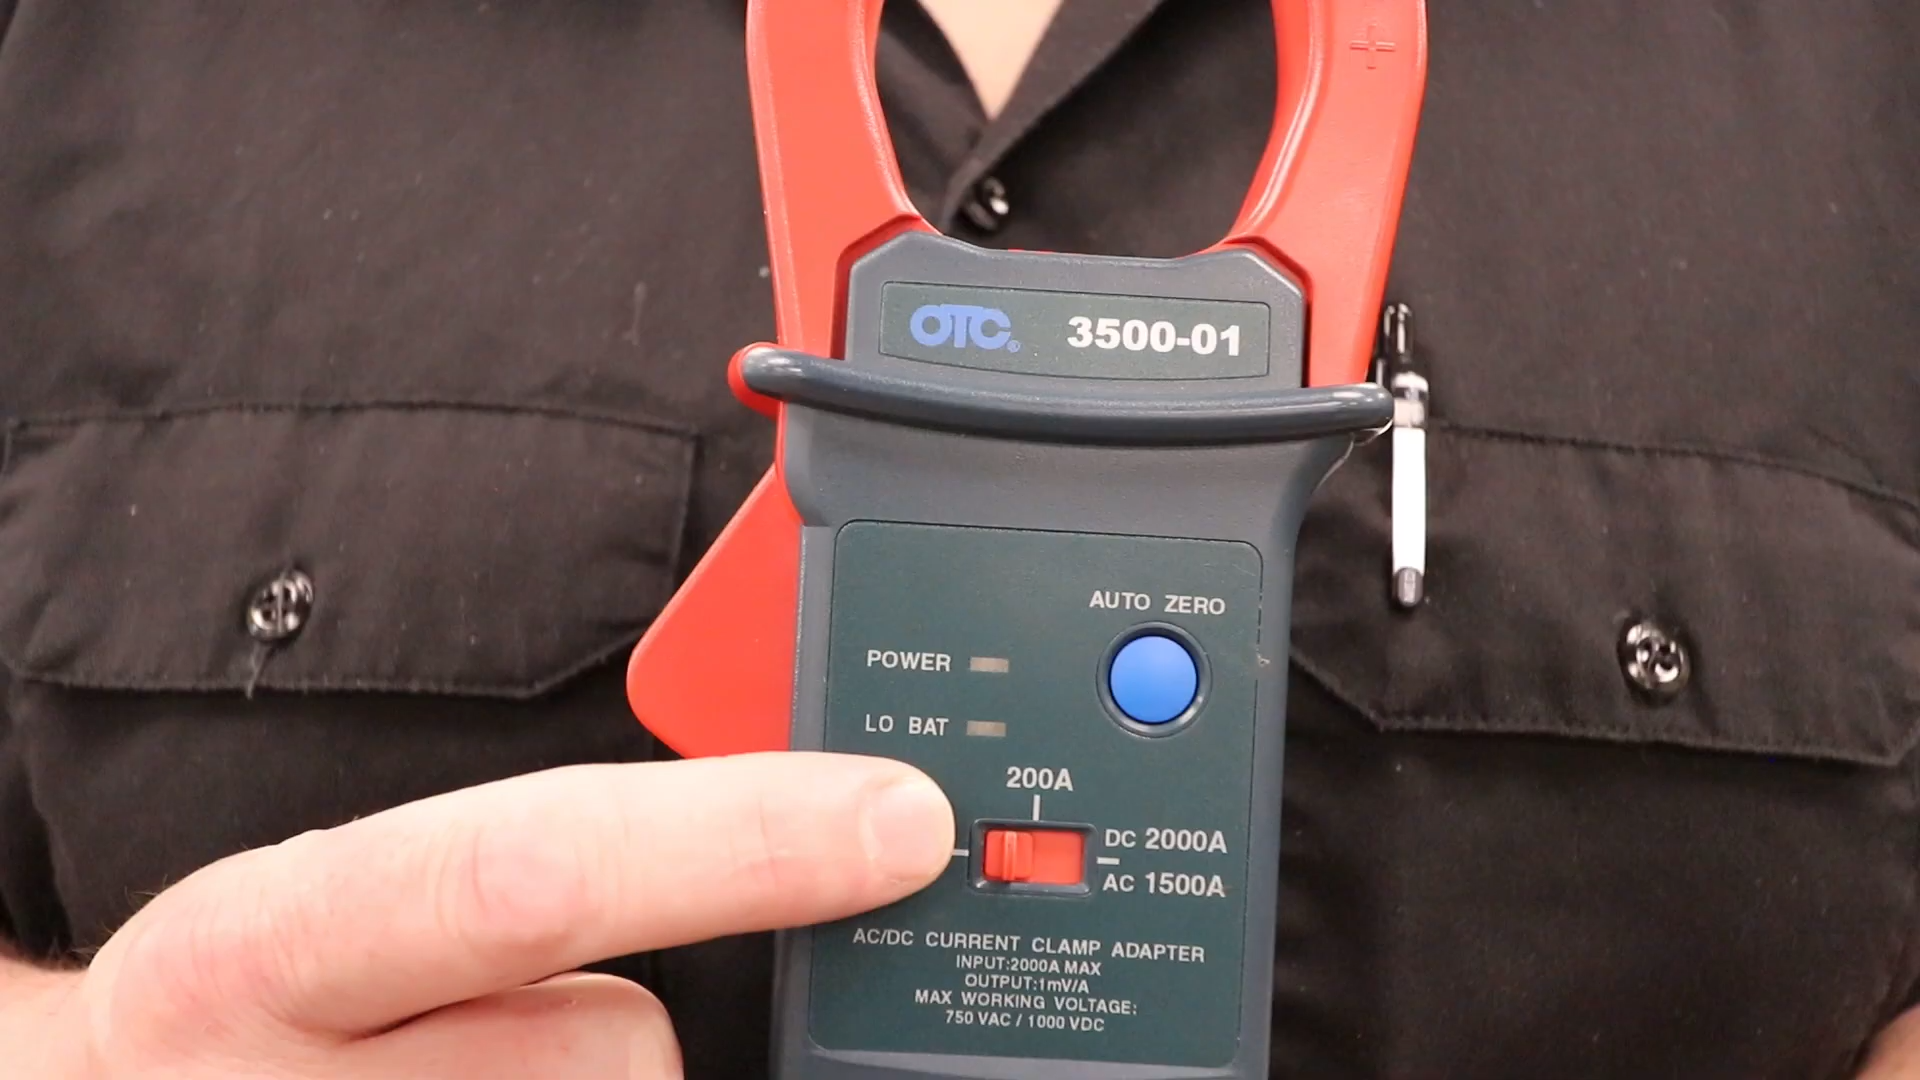 OTC® 3500-01
AUTO ZERO
POWER
LO BAT
200A
DC 2000A
AC 1500A
AC/DC CURRENT CLAMP ADAPTER
INPUT:2000A MAX
OUTPUT:1mV/A
MAX WORKING VOLTAGE:
750 VAC / 1000 VDC